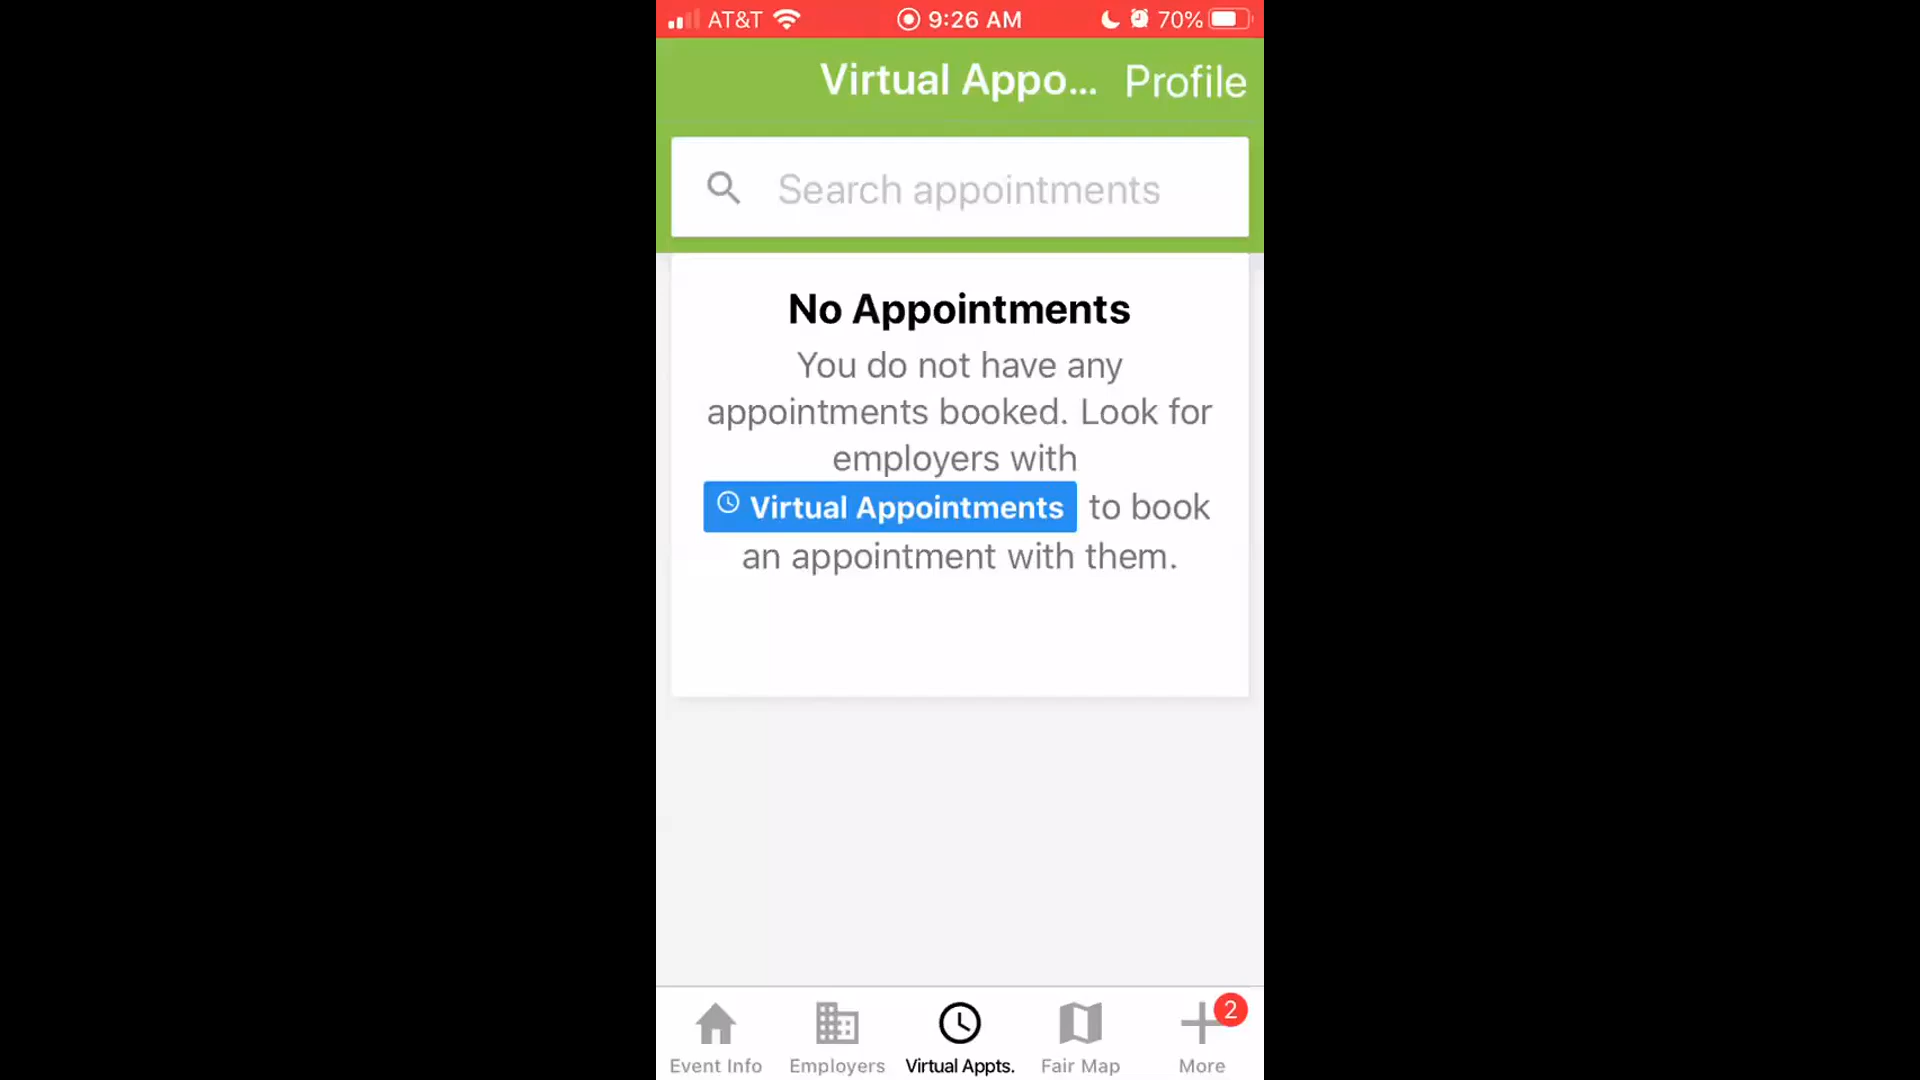 AT&T 9:26 AM 70%
Virtual Appo... Profile
Search appointments
No Appointments
You do not have any
appointments booked. Look for
employers with
Virtual Appointments to book
an appointment with them.
2
Event Info Employers Virtual Appts. Fair Map More